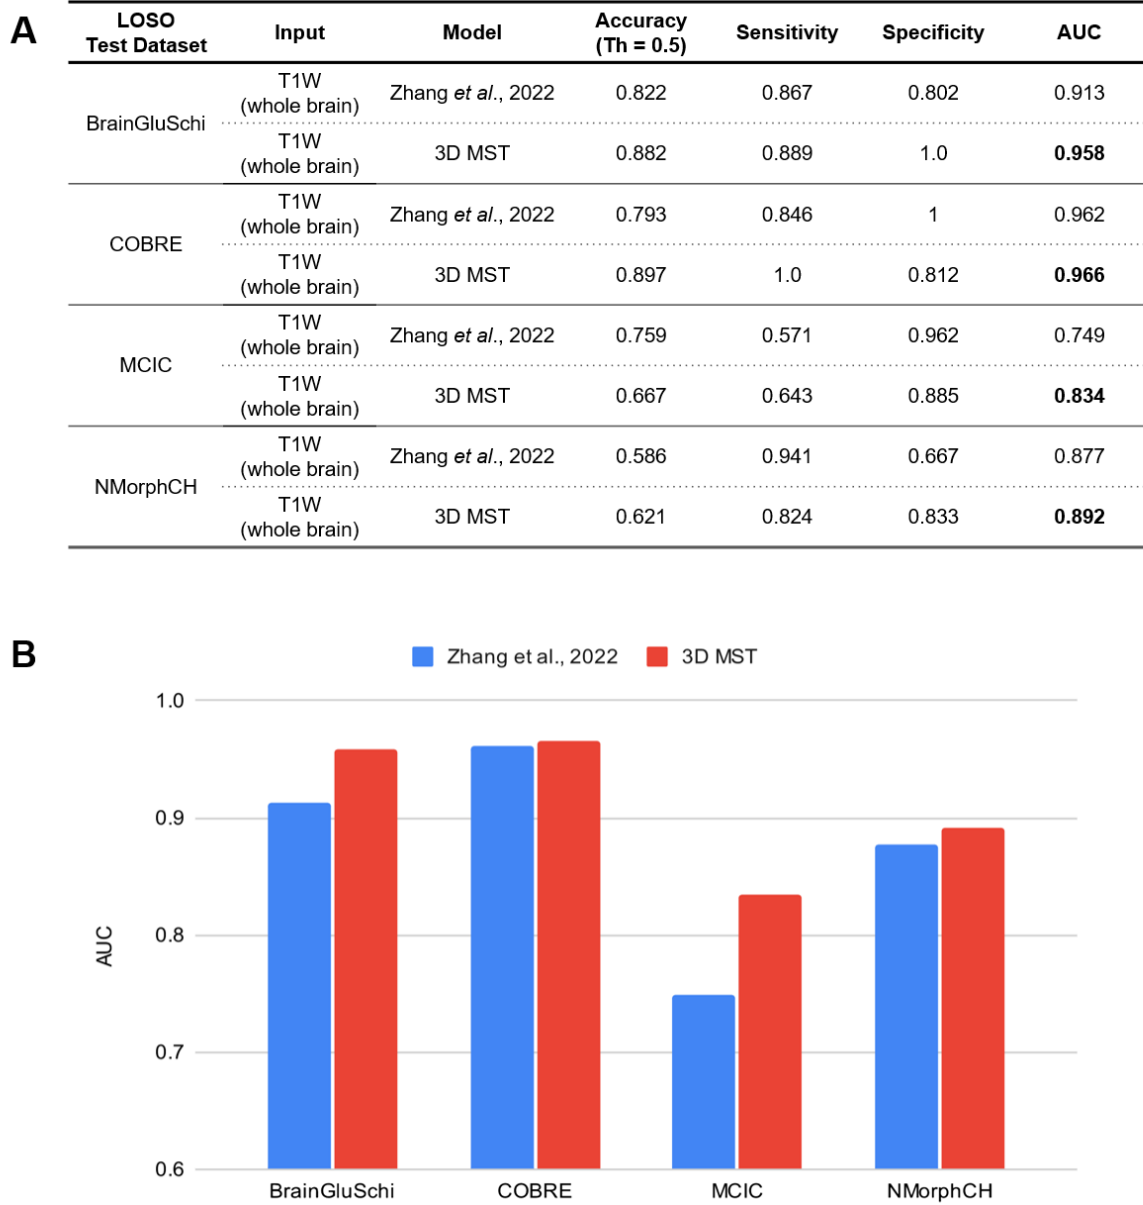 A
LOSO
Test Dataset
Input
Model
Accuracy
(Th = 0.5)
Sensitivity
Specificity
AUC
BrainGluSchi
T1W
(whole brain)
Zhang et al., 2022
0.822
0.867
0.802
0.913
T1W
(whole brain)
3D MST
0.882
0.889
1.0
0.958
COBRE
T1W
(whole brain)
Zhang et al., 2022
0.793
0.846
1
0.962
T1W
(whole brain)
3D MST
0.897
1.0
0.812
0.966
MCIC
T1W
(whole brain)
Zhang et al., 2022
0.759
0.571
0.962
0.749
T1W
(whole brain)
3D MST
0.667
0.643
0.885
0.834
NMorphCH
T1W
(whole brain)
Zhang et al., 2022
0.586
0.941
0.667
0.877
T1W
(whole brain)
3D MST
0.621
0.824
0.833
0.892
B
Zhang et al., 2022
3D MST
1.0
0.9
0.8
0.7
0.6
AUC
BrainGluSchi
COBRE
MCIC
NMorphCH